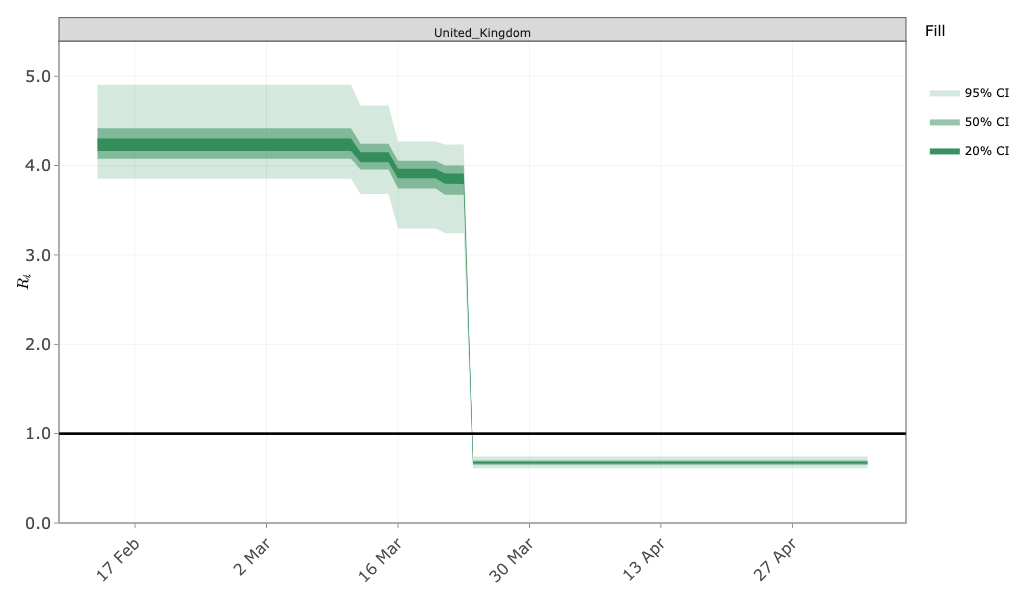 United_Kingdom
Fill
95% CI
50% CI
20% CI
5.0
4.0
3.0
2.0
1.0
0.0
R_t
17 Feb
2 Mar
16 Mar
30 Mar
13 Apr
27 Apr